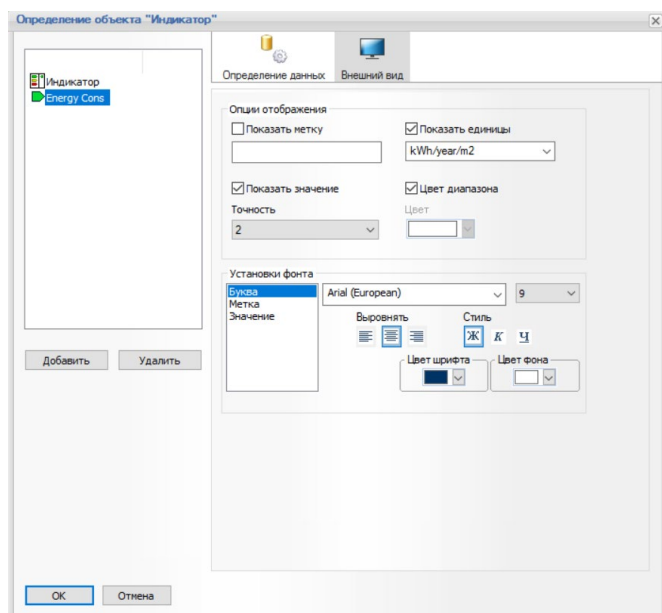 Определение объекта "Индикатор"
Индикатор
Energy Cons
Добавить
Удалить
Определение данных
Внешний вид
Опции отображения
Показать метку
Показать единицы
kWh/year/m2
Показать значение
Цвет диапазона
Точность
Цвет
2
Установки фонта
Буква
Метка
Значение
Arial (European)
9
Выровнять
Стиль
Ж К Ч
Цвет шрифта
Цвет фона
OK
Отмена